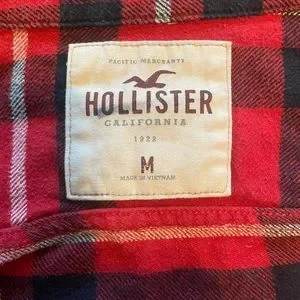 PACIFIC MERCHANTS
HOLLISTER
CALIFORNIA
1922
M
MADE IN VIETNAM